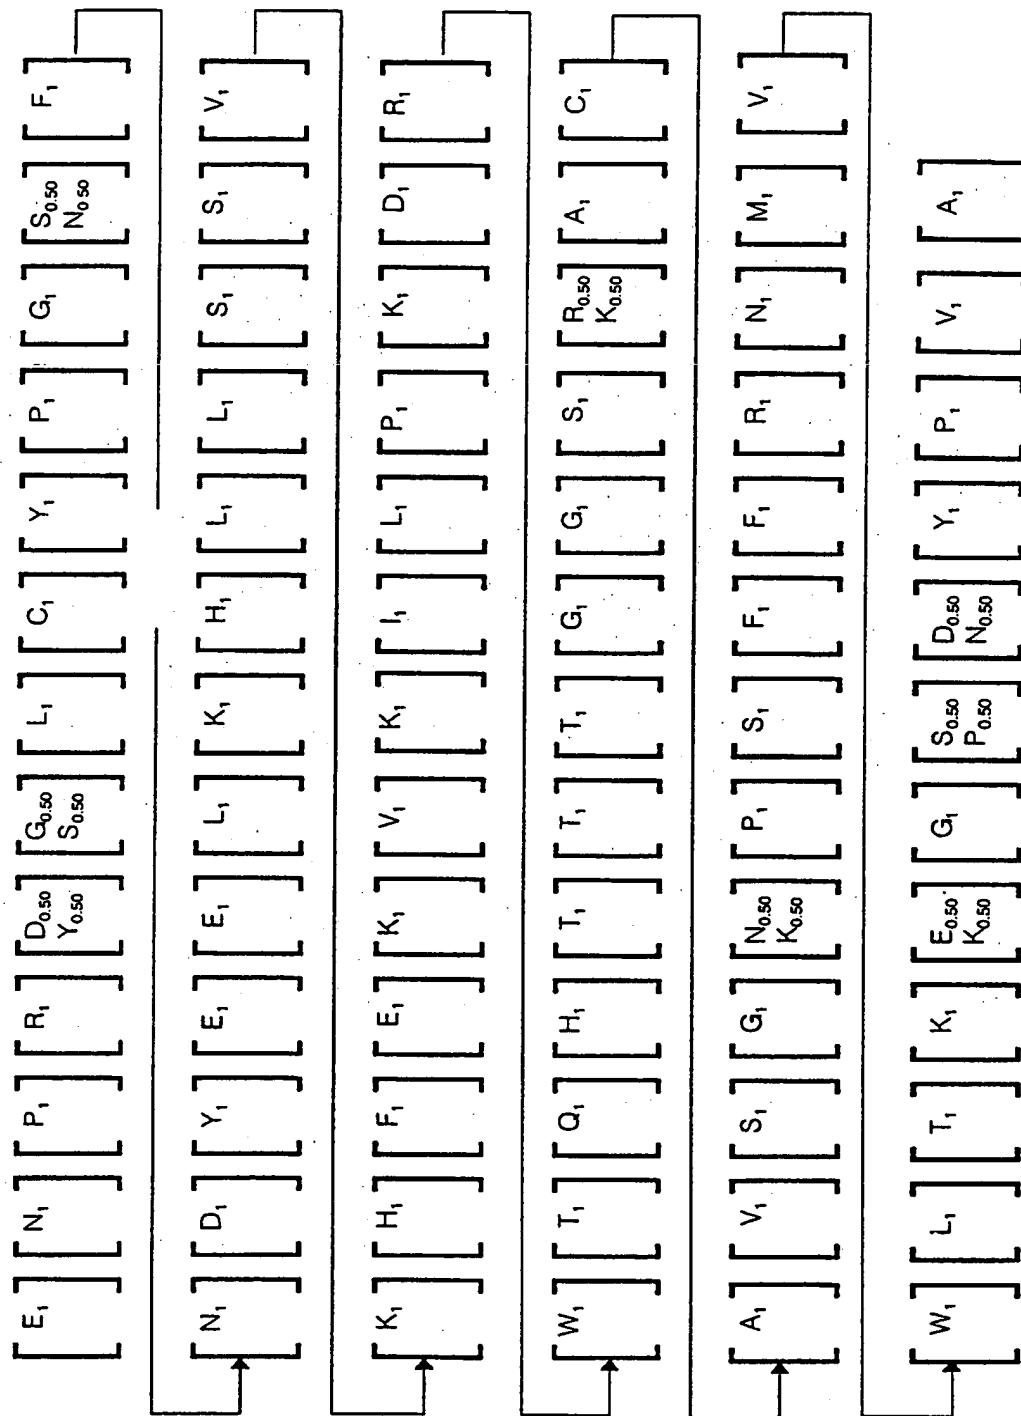 [E₁] [N₁] [P₁] [R₁] [D₀.₅₀ Y₀.₅₀] [G₀.₅₀ S₀.₅₀] [L₁] [C₁] [Y₁] [P₁] [G₁] [S₀.₅₀ N₀.₅₀] [F₁]
[N₁] [D₁] [Y₁] [E₁] [E₁] [L₁] [K₁] [H₁] [L₁] [L₁] [S₁] [S₁] [V₁]
[K₁] [H₁] [F₁] [E₁] [K₁] [V₁] [K₁] [I₁] [L₁] [P₁] [K₁] [D₁] [R₁]
[W₁] [T₁] [Q₁] [H₁] [T₁] [T₁] [T₁] [G₁] [G₁] [S₁] [R₀.₅₀ K₀.₅₀] [A₁] [C₁]
[A₁] [V₁] [S₁] [G₁] [N₀.₅₀ K₀.₅₀] [P₁] [S₁] [F₁] [F₁] [R₁] [N₁] [M₁] [V₁]
[W₁] [L₁] [T₁] [K₁] [E₀.₅₀ K₀.₅₀] [G₁] [S₀.₅₀ P₀.₅₀] [D₀.₅₀ N₀.₅₀] [Y₁] [P₁] [V₁] [A₁]